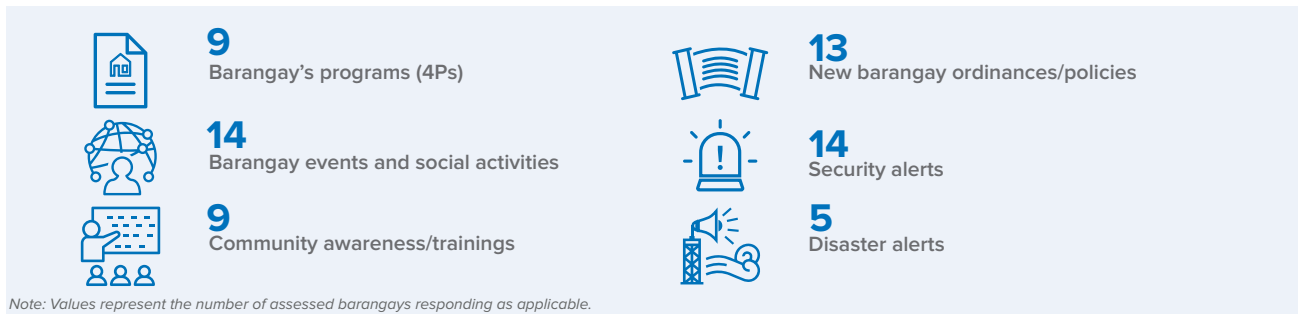 9
Barangay's programs (4Ps)
14
Barangay events and social activities
9
Community awareness/trainings
13
New barangay ordinances/policies
!
14
Security alerts
5
Disaster alerts
Note: Values represent the number of assessed barangays responding as applicable.